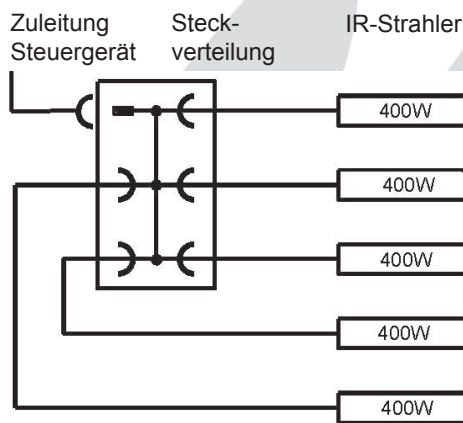 Zuleitung
Steuergerät
Steck-
verteilung
IR-Strahler
400W
400W
400W
400W
400W